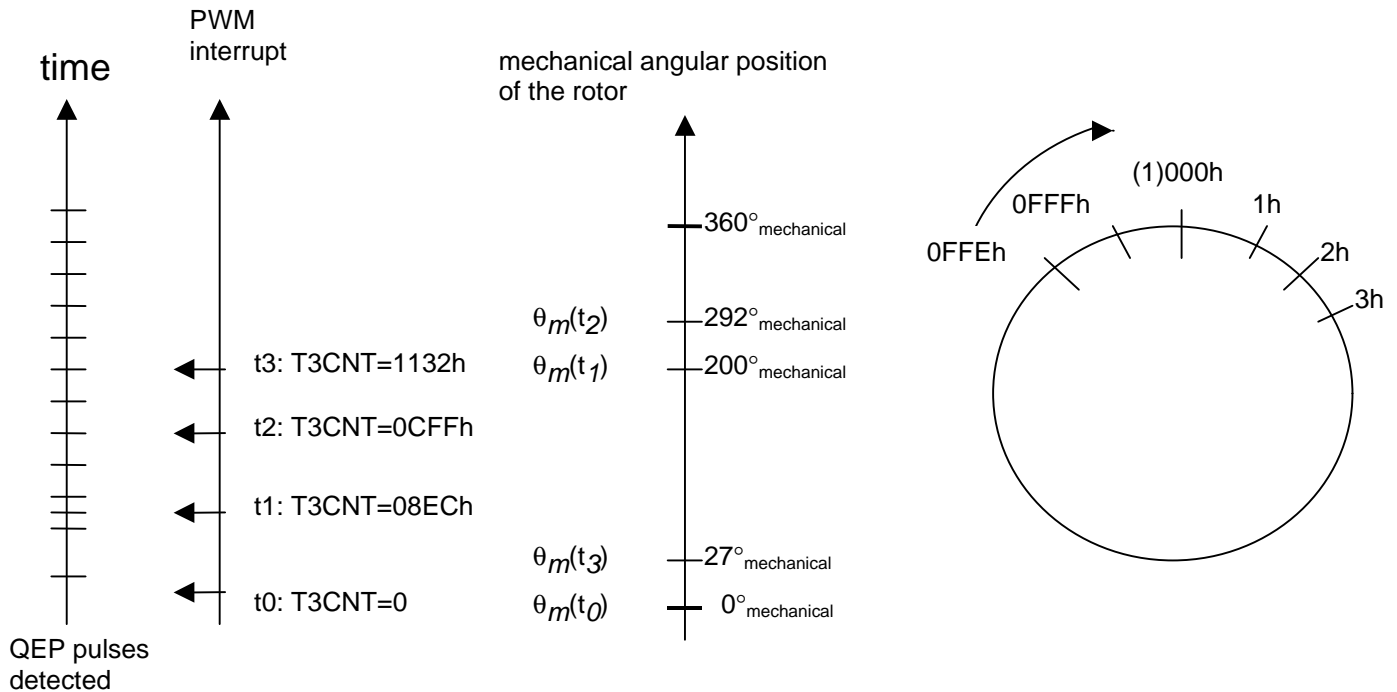 time
PWM
interrupt
t3: T3CNT=1132h
t2: T3CNT=0CFFh
t1: T3CNT=08ECh
t0: T3CNT=0
QEP pulses
detected
mechanical angular position
of the rotor
360°mechanical
θm(t2) 292°mechanical
θm(t1) 200°mechanical
θm(t3) 27°mechanical
θm(t0) 0°mechanical
0FFEh
0FFFh
(1)000h
1h
2h
3h